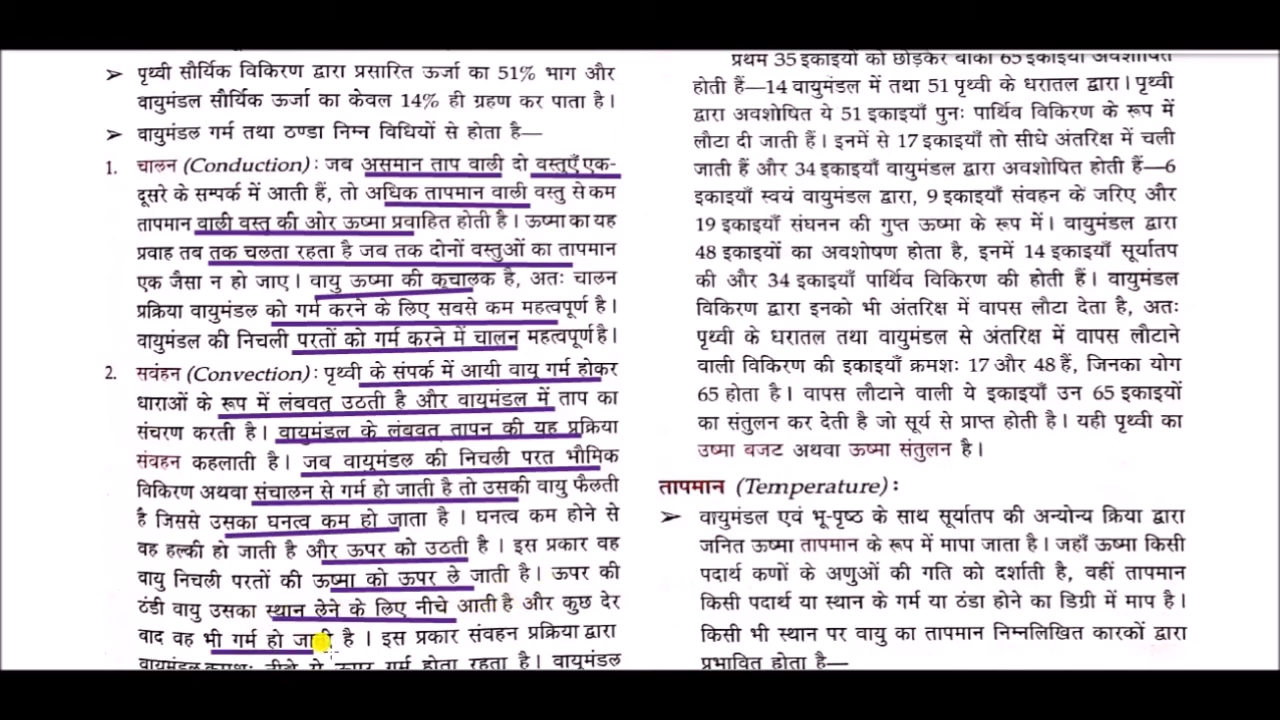 ➢ पृथ्वी सौर्यिक विकिरण द्वारा प्रसारित ऊर्जा का 51% भाग और
वायुमंडल सौर्यिक ऊर्जा का केवल 14% ही ग्रहण कर पाता है।
➢ वायुमंडल गर्म तथा ठण्डा निम्न विधियों से होता है—
1. चालन (Conduction): जब असमान ताप वाली दो वस्तुएँ एक-
दूसरे के सम्पर्क में आती हैं, तो अधिक तापमान वाली वस्तु से कम
तापमान वाली वस्तु की ओर ऊष्मा प्रवाहित होती है। ऊष्मा का यह
प्रवाह तब तक चलता रहता है जब तक दोनों वस्तुओं का तापमान
एक जैसा न हो जाए। वायु ऊष्मा की कुचालक है, अतः चालन
प्रक्रिया वायुमंडल को गर्म करने के लिए सबसे कम महत्वपूर्ण है।
वायुमंडल की निचली परतों को गर्म करने में चालन महत्वपूर्ण है।
2. सवंहन (Convection): पृथ्वी के संपर्क में आयी वायु गर्म होकर
धाराओं के रूप में लंबवत् उठती है और वायुमंडल में ताप का
संचरण करती है। वायुमंडल के लंबवत् तापन की यह प्रक्रिया
संवहन कहलाती है। जब वायुमंडल की निचली परत भौमिक
विकिरण अथवा संचालन से गर्म हो जाती है तो उसकी वायु फैलती
है जिससे उसका घनत्व कम हो जाता है । घनत्व कम होने से
वह हल्की हो जाती है और ऊपर को उठती है । इस प्रकार वह
वायु निचली परतों की ऊष्मा को ऊपर ले जाती है। ऊपर की
ठंडी वायु उसका स्थान लेने के लिए नीचे आती है और कुछ देर
वाद वह भी गर्म हो जाती है । इस प्रकार संवहन प्रक्रिया द्वारा
वायुमंडल क्रमशः नीचे से ऊपर गर्म होता रहता है। वायुमंडल
प्रथम 35 इकाइयों को छोड़कर बाकी 65 इकाइयाँ अवशोषित
होती हैं—14 वायुमंडल में तथा 51 पृथ्वी के धरातल द्वारा। पृथ्वी
द्वारा अवशोषित ये 51 इकाइयाँ पुनः पार्थिव विकिरण के रूप में
लौटा दी जाती हैं। इनमें से 17 इकाइयाँ तो सीधे अंतरिक्ष में चली
जाती हैं और 34 इकाइयाँ वायुमंडल द्वारा अवशोषित होती हैं—6
इकाइयाँ स्वयं वायुमंडल द्वारा, 9 इकाइयाँ संवहन के जरिए और
19 इकाइयाँ संघनन की गुप्त ऊष्मा के रूप में। वायुमंडल द्वारा
48 इकाइयों का अवशोषण होता है, इनमें 14 इकाइयाँ सूर्यातप
की और 34 इकाइयाँ पार्थिव विकिरण की होती हैं। वायुमंडल
विकिरण द्वारा इनको भी अंतरिक्ष में वापस लौटा देता है, अतः
पृथ्वी के धरातल तथा वायुमंडल से अंतरिक्ष में वापस लौटाने
वाली विकिरण की इकाइयाँ क्रमशः 17 और 48 हैं, जिनका योग
65 होता है। वापस लौटाने वाली ये इकाइयाँ उन 65 इकाइयों
का संतुलन कर देती है जो सूर्य से प्राप्त होती है। यही पृथ्वी का
उष्मा बजट अथवा ऊष्मा संतुलन है।
तापमान (Temperature):
➢ वायुमंडल एवं भू-पृष्ठ के साथ सूर्यातप की अन्योन्य क्रिया द्वारा
जनित ऊष्मा तापमान के रूप में मापा जाता है। जहाँ ऊष्मा किसी
पदार्थ कणों के अणुओं की गति को दर्शाती है, वहीं तापमान
किसी पदार्थ या स्थान के गर्म या ठंडा होने का डिग्री में माप है।
किसी भी स्थान पर वायु का तापमान निम्नलिखित कारकों द्वारा
प्रभावित होता है—